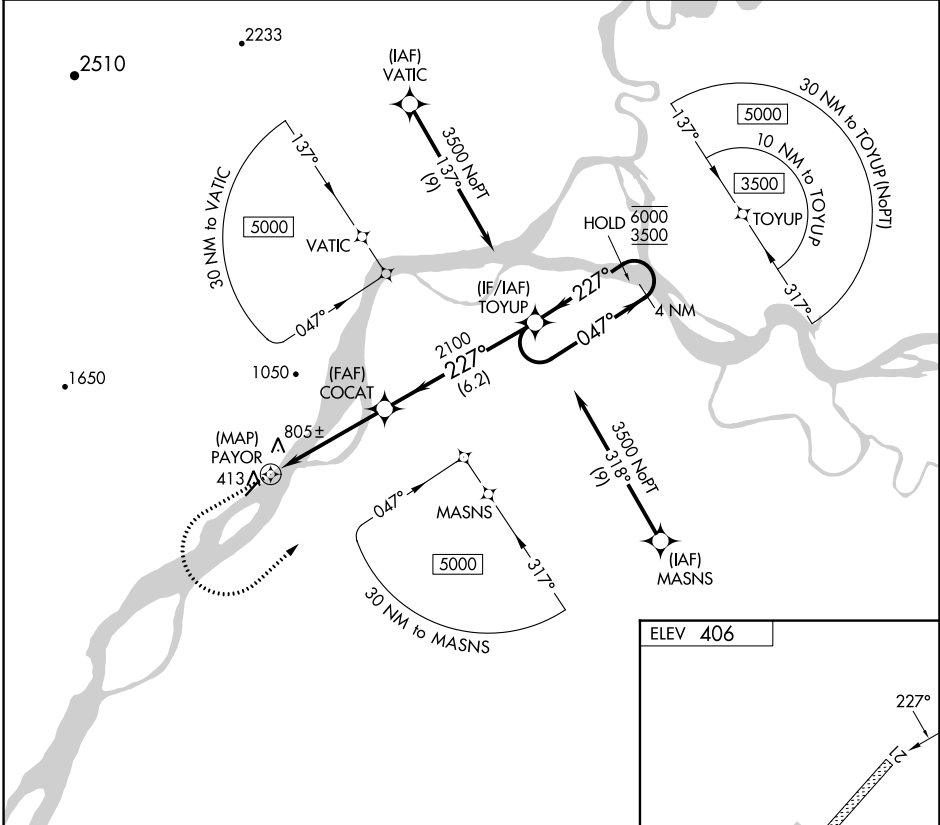 2510
2233
(IAF)
VATIC
3500 NoPT
137°
(9)
30 NM to VATIC
137°
5000
VATIC
047°
30 NM to TOYUP (NoPT)
5000
137°
10 NM to TOYUP
3500
TOYUP
317°
HOLD
6000
3500
227°
4 NM
047°
(IF/IAF)
TOYUP
2100
227°
(6.2)
1650
1050
(FAF)
COCAT
805±
(MAP)
PAYOR
413
3500 NoPT
318°
(9)
047°
MASNS
317°
5000
30 NM to MASNS
(IAF)
MASNS
ELEV 406
227°
21